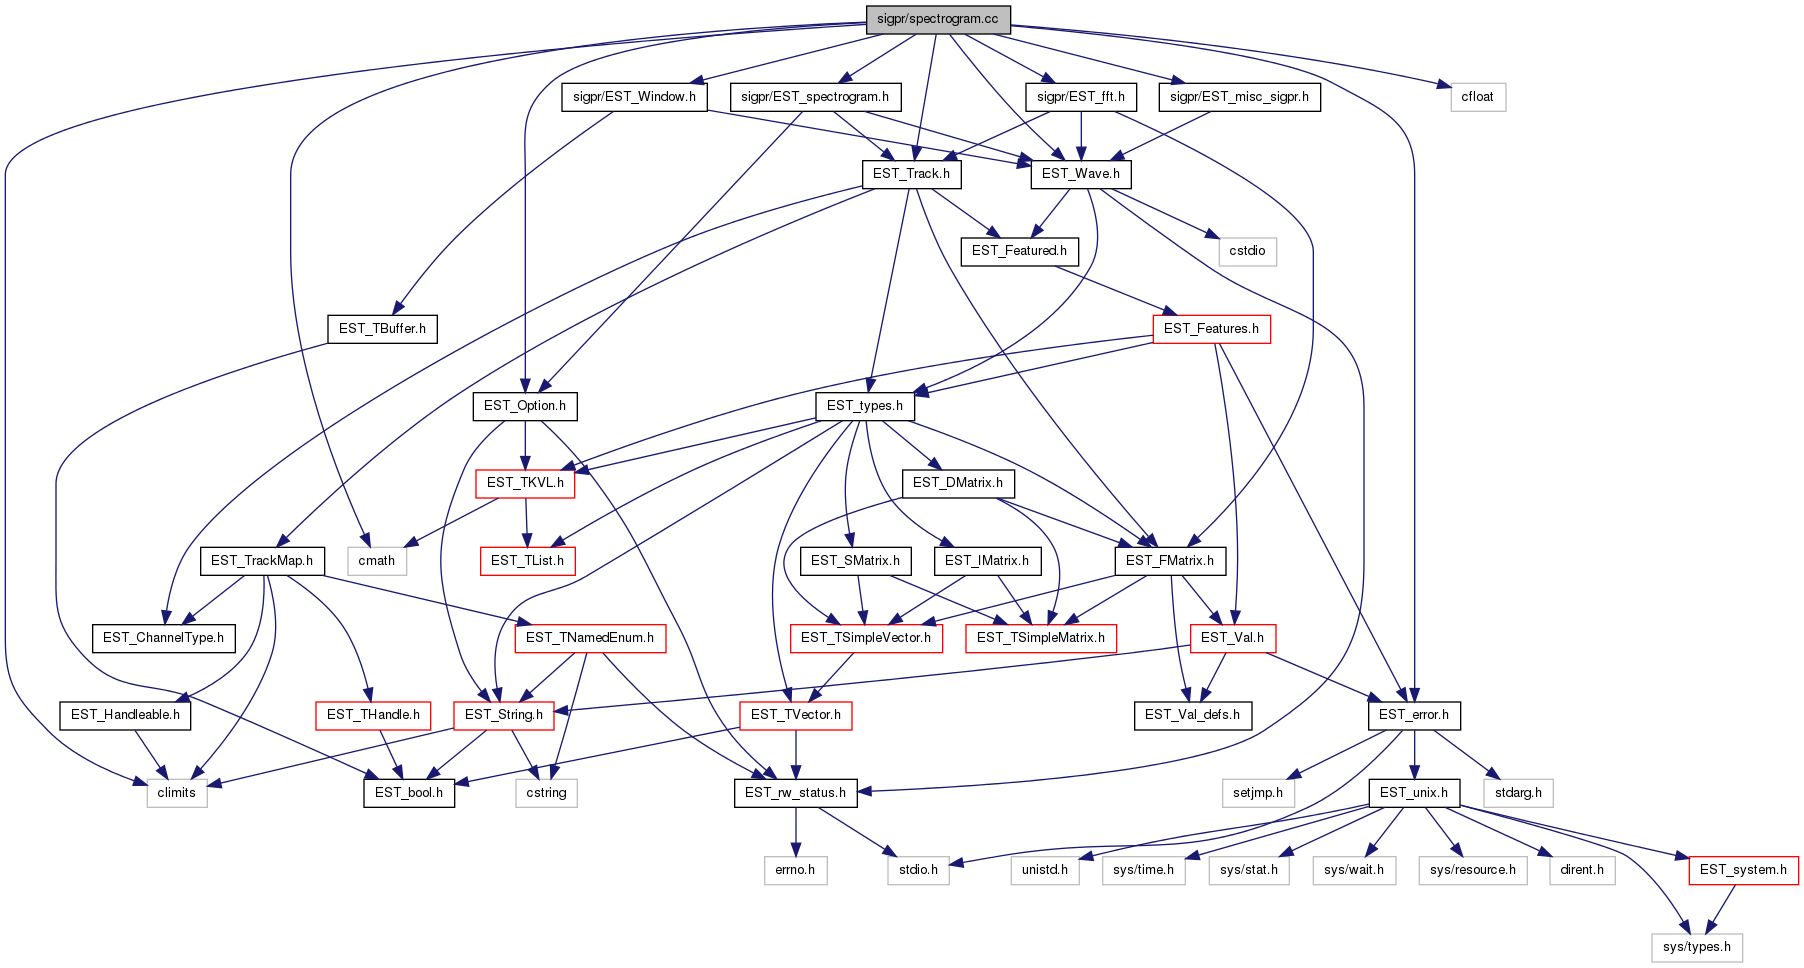 sigpr/spectrogram.cc
sigpr/EST_Window.h
sigpr/EST_spectrogram.h
sigpr/EST_fft.h
sigpr/EST_misc_sigpr.h
cfloat
EST_Track.h
EST_Wave.h
EST_Featured.h
cstdio
EST_TBuffer.h
EST_Features.h
EST_Option.h
EST_types.h
EST_TKVL.h
EST_DMatrix.h
EST_TrackMap.h
cmath
EST_TList.h
EST_SMatrix.h
EST_IMatrix.h
EST_FMatrix.h
EST_ChannelType.h
EST_TNamedEnum.h
EST_TSimpleVector.h
EST_TSimpleMatrix.h
EST_Val.h
EST_Handleable.h
EST_THandle.h
EST_String.h
EST_TVector.h
EST_Val_defs.h
EST_error.h
climits
EST_bool.h
cstring
EST_rw_status.h
setjmp.h
EST_unix.h
stdarg.h
errno.h
stdio.h
unistd.h
sys/time.h
sys/stat.h
sys/wait.h
sys/resource.h
dirent.h
EST_system.h
sys/types.h